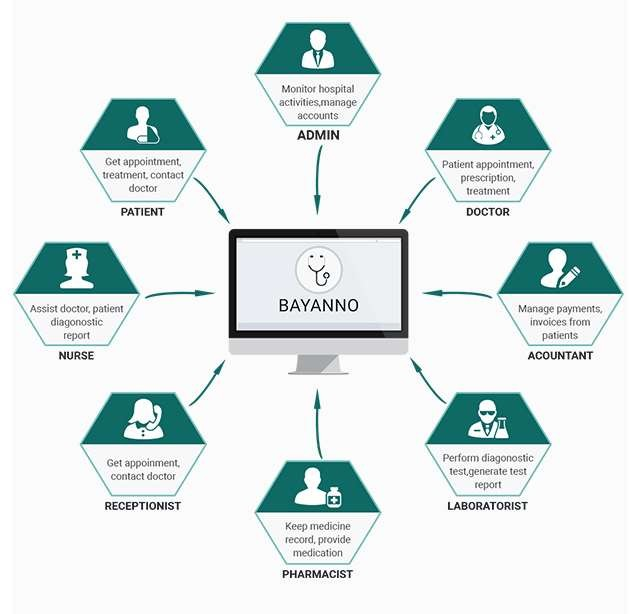 Monitor hospital
activities,manage
accounts
ADMIN
Get appointment,
treatment, contact
doctor
PATIENT
Patient appointment,
prescription,
treatment
DOCTOR
BAYANNO
Assist doctor, patient
diagonostic
report
NURSE
Manage payments,
invoices from
patients
ACOUNTANT
Get appoinment,
contact doctor
RECEPTIONIST
Perform diagonostic
test,generate test
report
LABORATORIST
Keep medicine
record, provide
medication
PHARMACIST